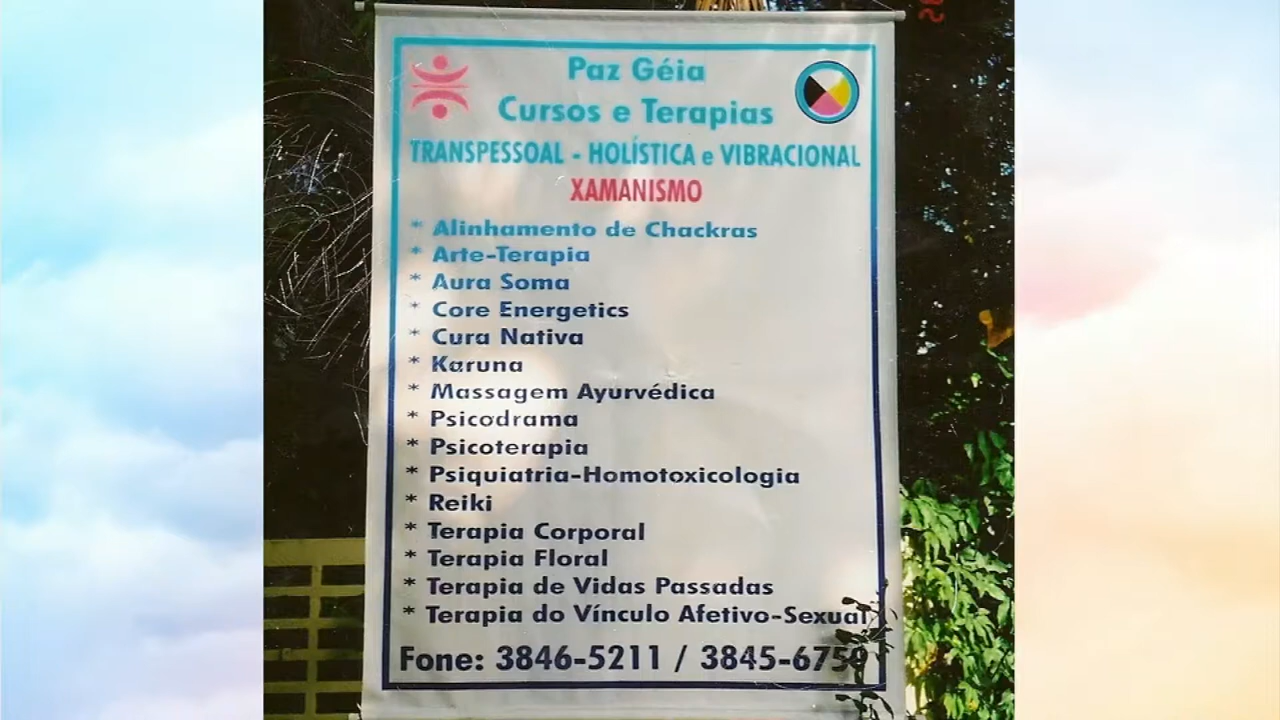 Paz Géia
Cursos e Terapias
TRANSPESSOAL - HOLÍSTICA e VIBRACIONAL
XAMANISMO
* Alinhamento de Chackras
* Arte-Terapia
* Aura Soma
* Core Energetics
* Cura Nativa
* Karuna
* Massagem Ayurvédica
* Psicodrama
* Psicoterapia
* Psiquiatria-Homotoxicologia
* Reiki
* Terapia Corporal
* Terapia Floral
* Terapia de Vidas Passadas
* Terapia do Vínculo Afetivo-Sexual
Fone: 3846-5211 /